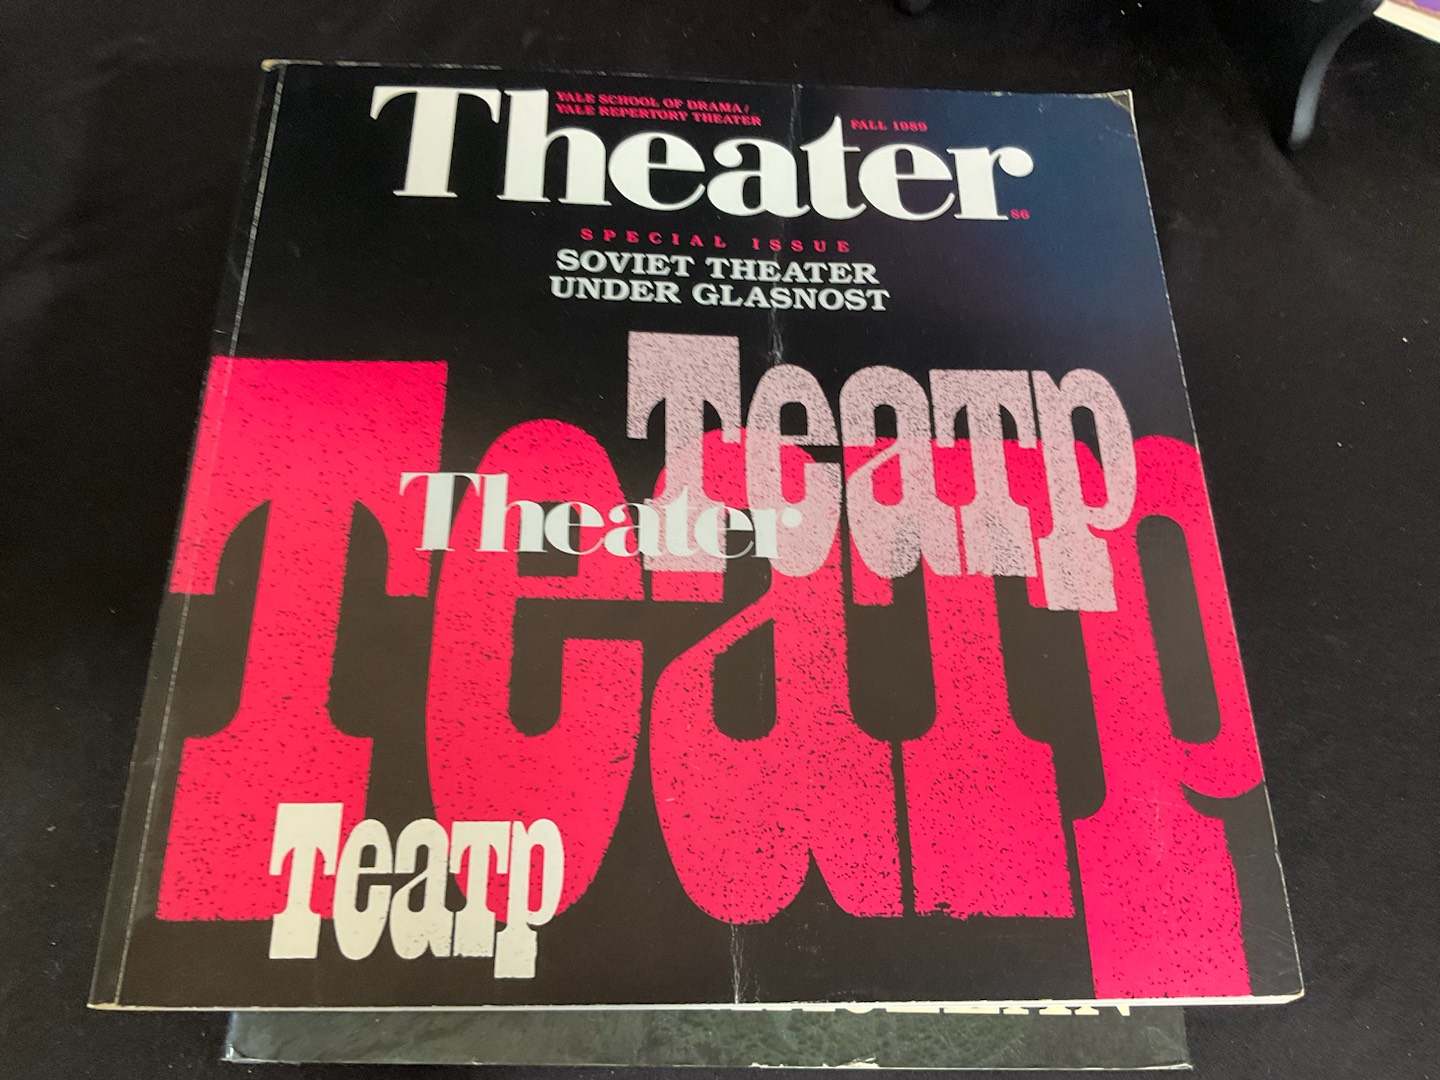 YALE SCHOOL OF DRAMA/
YALE REPERTORY THEATER
FALL 1989
Theater
$6
SPECIAL ISSUE
SOVIET THEATER
UNDER GLASNOST
Театр
Театр
Theater
Театр